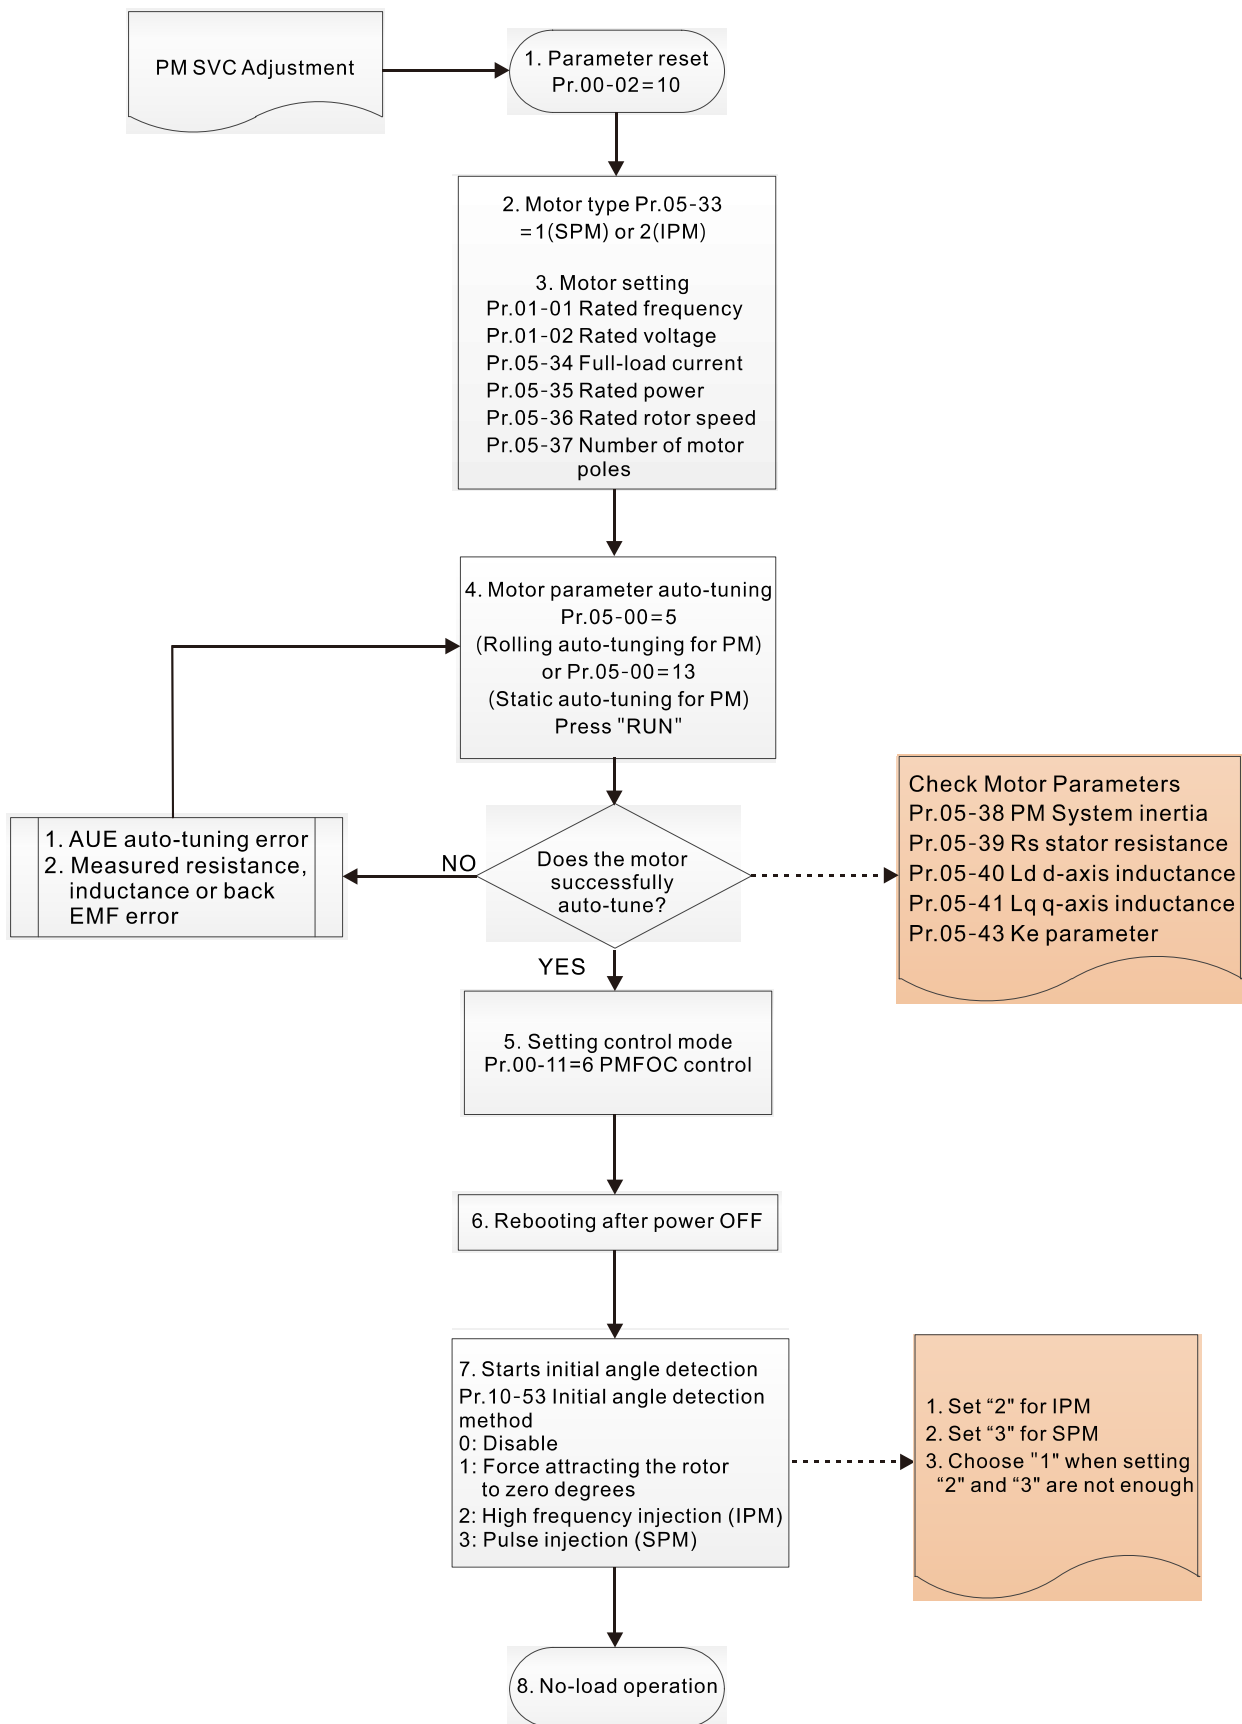 PM SVC Adjustment
1. Parameter reset
Pr.00-02=10
2. Motor type Pr.05-33
=1(SPM) or 2(IPM)
3. Motor setting
Pr.01-01 Rated frequency
Pr.01-02 Rated voltage
Pr.05-34 Full-load current
Pr.05-35 Rated power
Pr.05-36 Rated rotor speed
Pr.05-37 Number of motor
poles
4. Motor parameter auto-tuning
Pr.05-00=5
(Rolling auto-tunging for PM)
or Pr.05-00=13
(Static auto-tuning for PM)
Press "RUN"
Does the motor
successfully
auto-tune?
NO
1. AUE auto-tuning error
2. Measured resistance,
inductance or back
EMF error
Check Motor Parameters
Pr.05-38 PM System inertia
Pr.05-39 Rs stator resistance
Pr.05-40 Ld d-axis inductance
Pr.05-41 Lq q-axis inductance
Pr.05-43 Ke parameter
YES
5. Setting control mode
Pr.00-11=6 PMFOC control
6. Rebooting after power OFF
7. Starts initial angle detection
Pr.10-53 Initial angle detection
method
0: Disable
1: Force attracting the rotor
to zero degrees
2: High frequency injection (IPM)
3: Pulse injection (SPM)
1. Set “2" for IPM
2. Set “3" for SPM
3. Choose "1" when setting
“2" and “3" are not enough
8. No-load operation